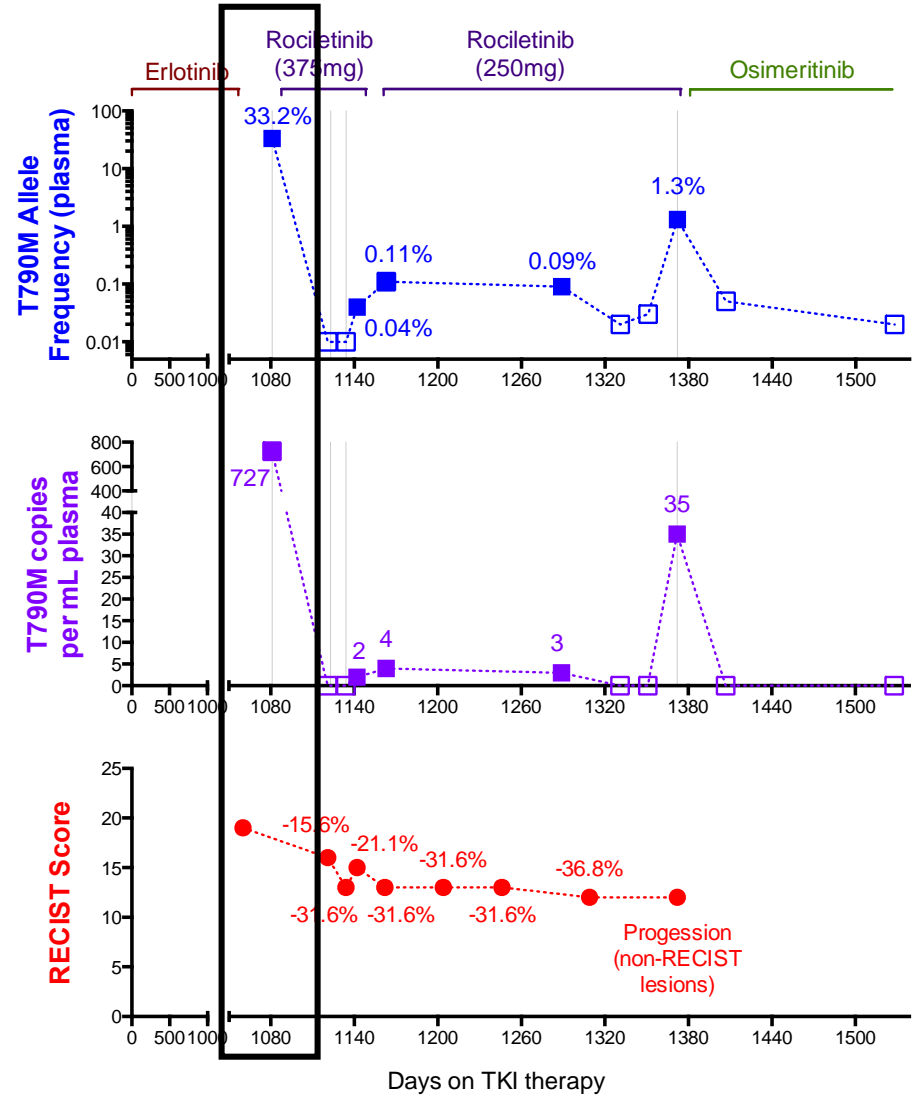 Erlotinib
Rociletinib
(375mg)
Rociletinib
(250mg)
Osimeritinib
T790M Allele
Frequency (plasma)
100
10
1
0.1
0.01
33.2%
0.04%
0.11%
0.09%
1.3%
0 500 1000 1080 1140 1200 1260 1320 1380 1440 1500
T790M copies
per mL plasma
800
600
400
40
35
30
25
20
15
10
5
0
727
2
4
3
35
0 500 1000 1080 1140 1200 1260 1320 1380 1440 1500
RECIST Score
25
20
15
10
5
0
-15.6%
-31.6%
-21.1%
-31.6%
-31.6%
-31.6%
-36.8%
Progession
(non-RECIST
lesions)
0 500 1000 1080 1140 1200 1260 1320 1380 1440 1500
Days on TKI therapy